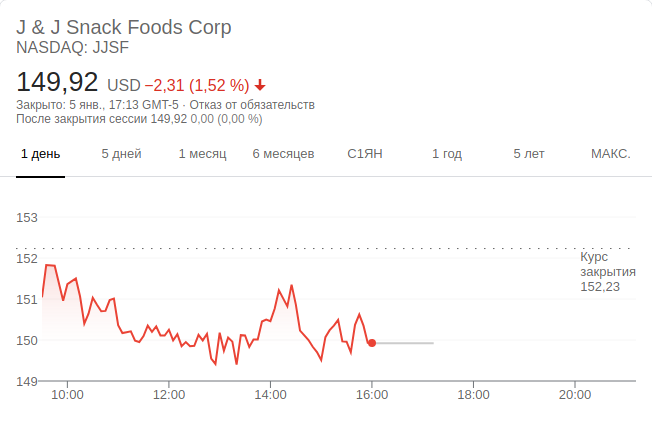 J & J Snack Foods Corp
NASDAQ: JJSF
149,92 USD −2,31 (1,52 %)
Закрыто: 5 янв., 17:13 GMT-5 · Отказ от обязательств
После закрытия сессии 149,92 0,00 (0,00 %)
1 день 5 дней 1 месяц 6 месяцев С1ЯН 1 год 5 лет МАКС.
153
152
Курс
закрытия
152,23
151
150
149
10:00 12:00 14:00 16:00 18:00 20:00